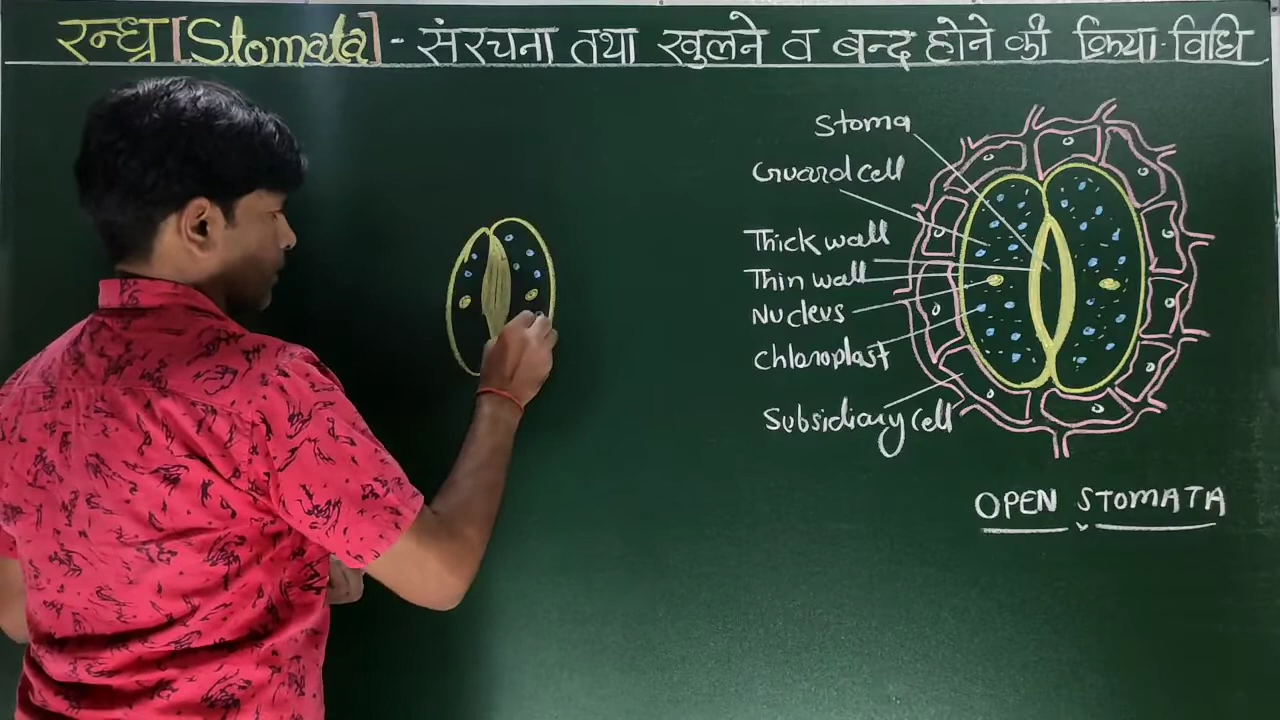 रन्ध्र [Stomata] - संरचना तथा खुलने व बन्द होने की क्रिया-विधि
Stoma
Guard cell
Thick wall
Thin wall
Nucleus
Chloroplast
Subsidiary cell
OPEN STOMATA